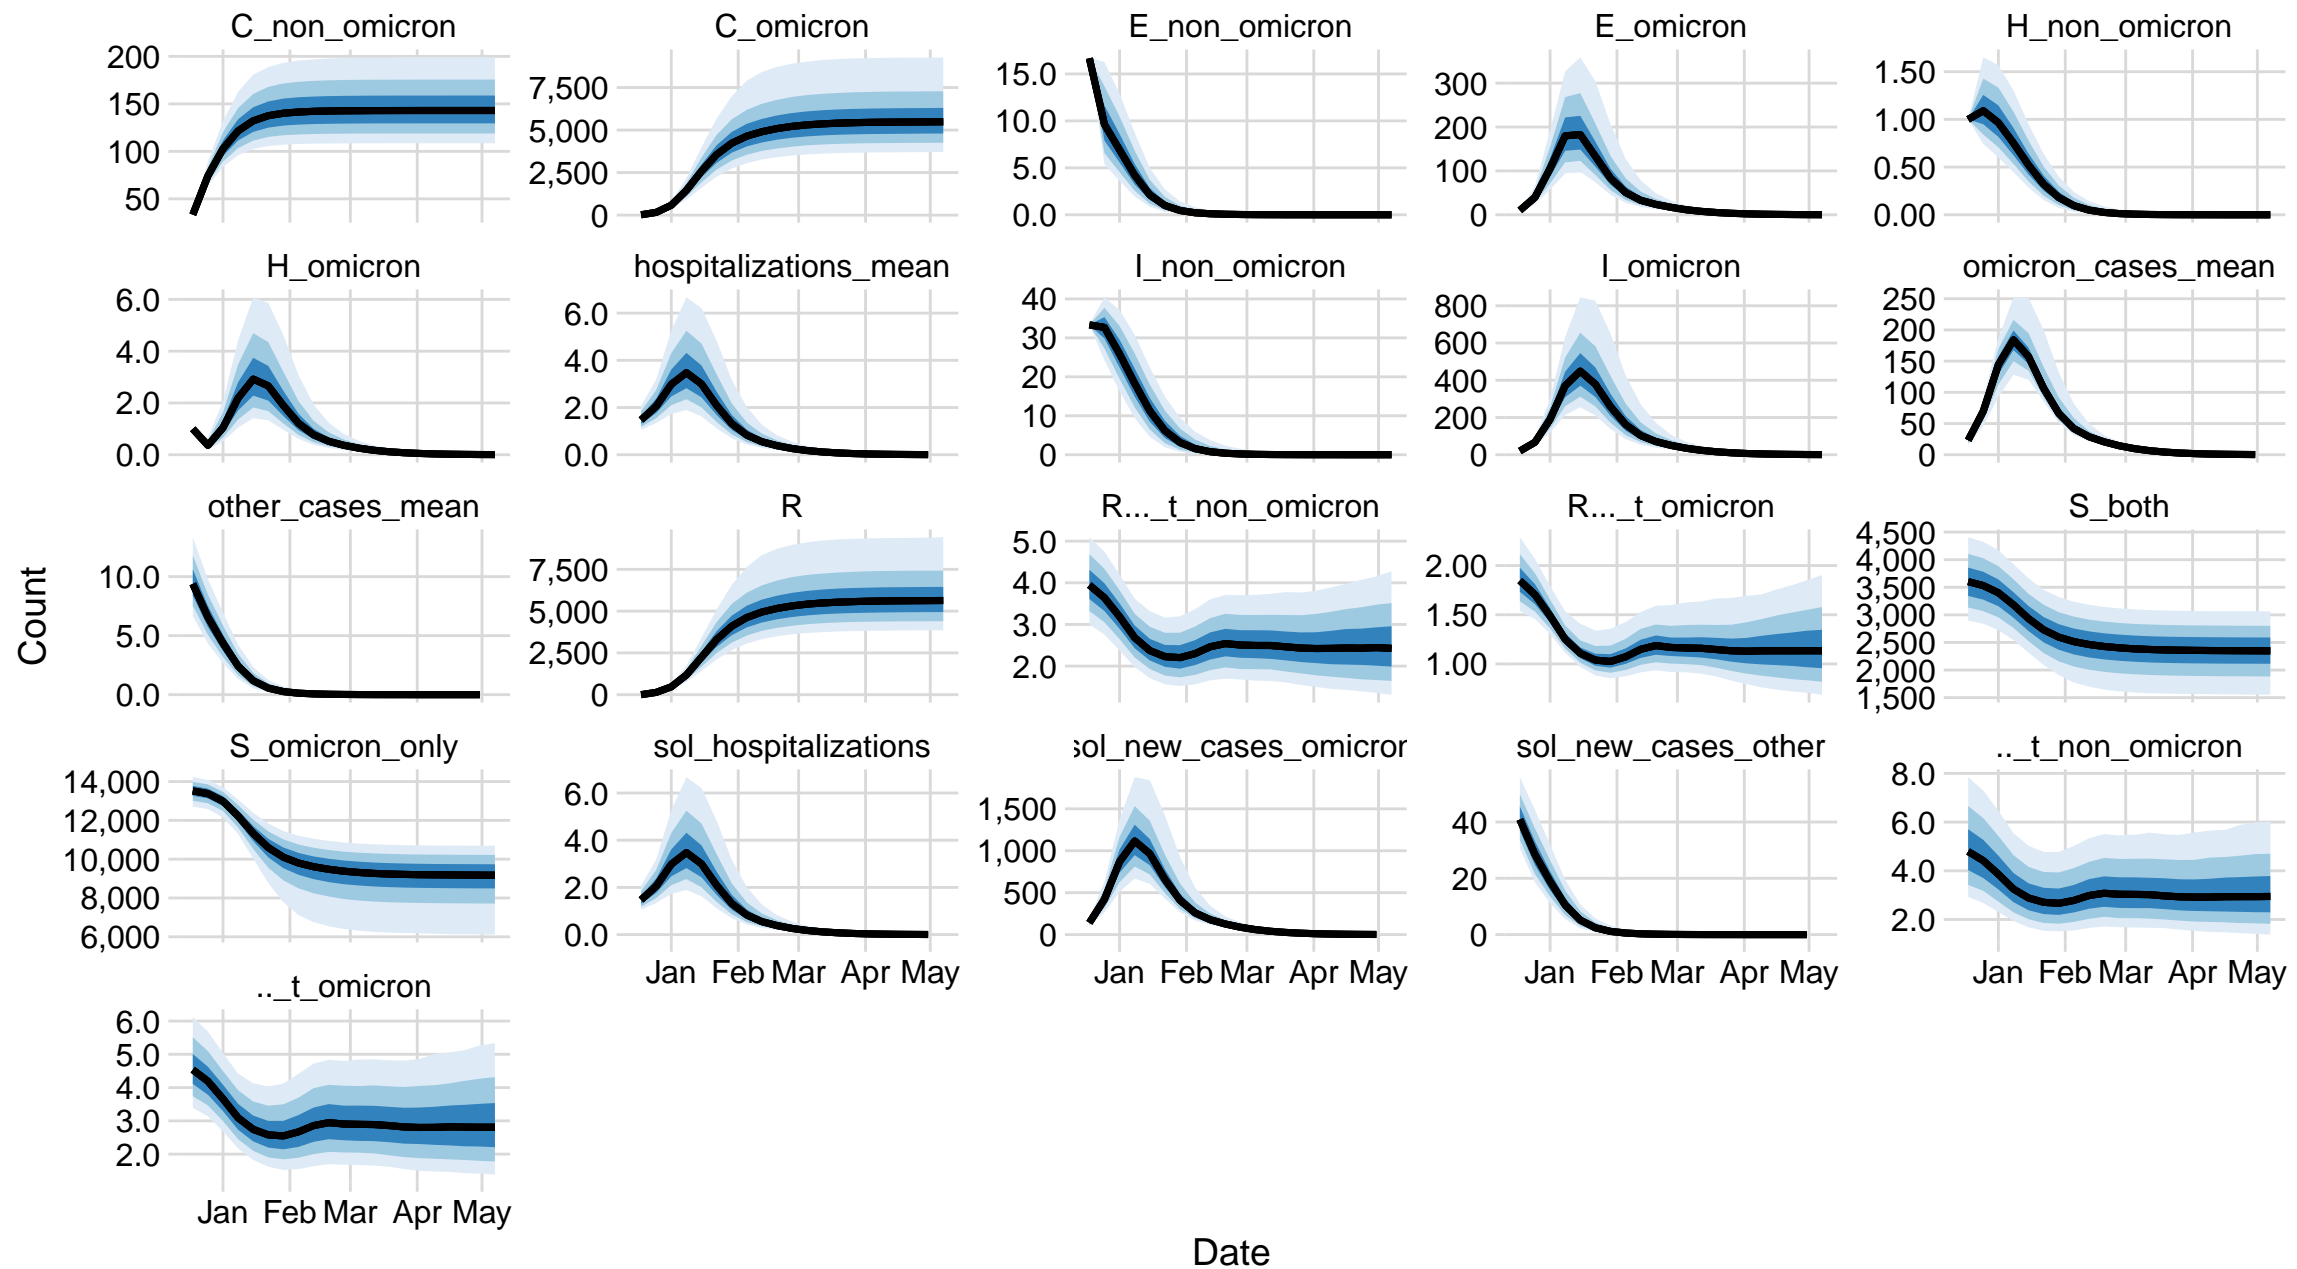 C_non_omicron C_omicron E_non_omicron E_omicron H_non_omicron
200 150 100 50
7,500 5,000 2,500 0
15.0 10.0 5.0 0.0
300 200 100 0
1.50 1.00 0.50 0.00
H_omicron hospitalizations_mean I_non_omicron I_omicron omicron_cases_mean
6.0 4.0 2.0 0.0
6.0 4.0 2.0 0.0
40 30 20 10 0
800 600 400 200 0
250 200 150 100 50 0
other_cases_mean R R..._t_non_omicron R..._t_omicron S_both
10.0 5.0 0.0
7,500 5,000 2,500 0
5.0 4.0 3.0 2.0
2.00 1.50 1.00
4,500 4,000 3,500 3,000 2,500 2,000 1,500
S_omicron_only sol_hospitalizations sol_new_cases_omicron sol_new_cases_other .._t_non_omicron
14,000 12,000 10,000 8,000 6,000
6.0 4.0 2.0 0.0
1,500 1,000 500 0
40 20 0
8.0 6.0 4.0 2.0
Jan Feb Mar Apr May
Jan Feb Mar Apr May
Jan Feb Mar Apr May
Jan Feb Mar Apr May
.._t_omicron
6.0 5.0 4.0 3.0 2.0
Jan Feb Mar Apr May
Count
Date